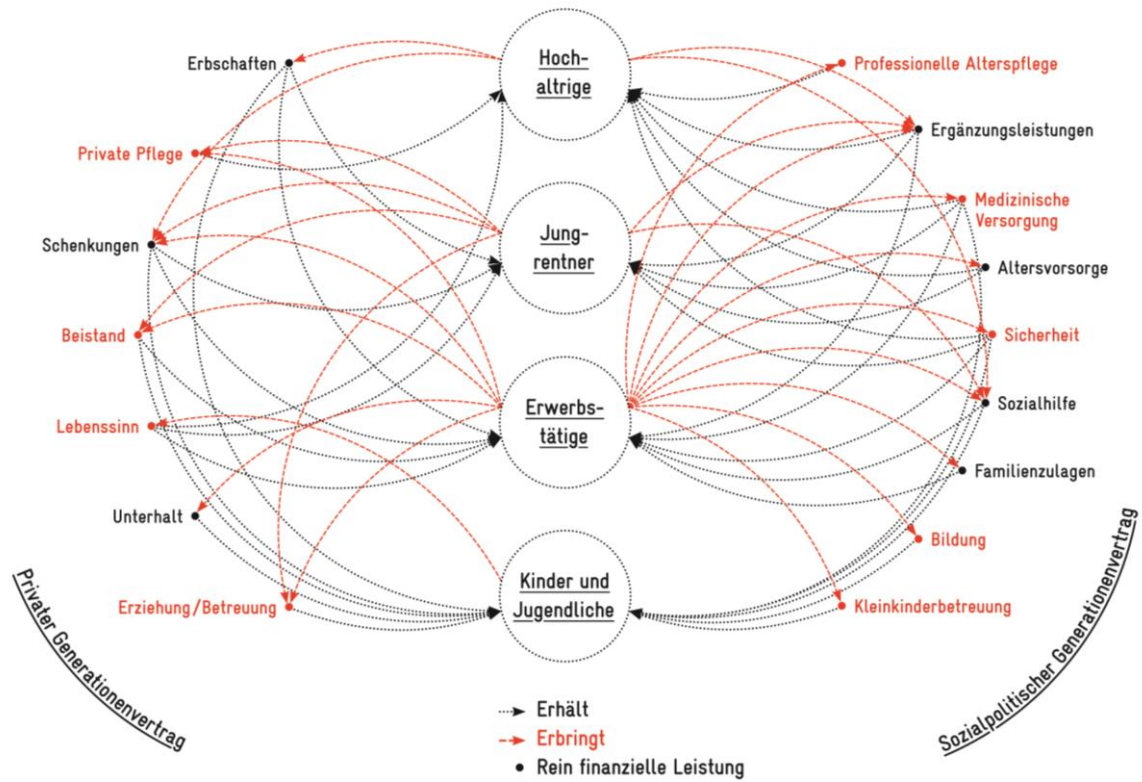 Hoch-
altrige
Jung-
rentner
Erwerbs-
tätige
Kinder und
Jugendliche
Erbschaften
Private Pflege
Schenkungen
Beistand
Lebenssinn
Unterhalt
Erziehung/Betreuung
Professionelle Alterspflege
Ergänzungsleistungen
Medizinische
Versorgung
Altersvorsorge
Sicherheit
Sozialhilfe
Familienzulagen
Bildung
Kleinkinderbetreuung
Privater Generationenvertrag
Sozialpolitischer Generationenvertrag
Erhält
Erbringt
Rein finanzielle Leistung